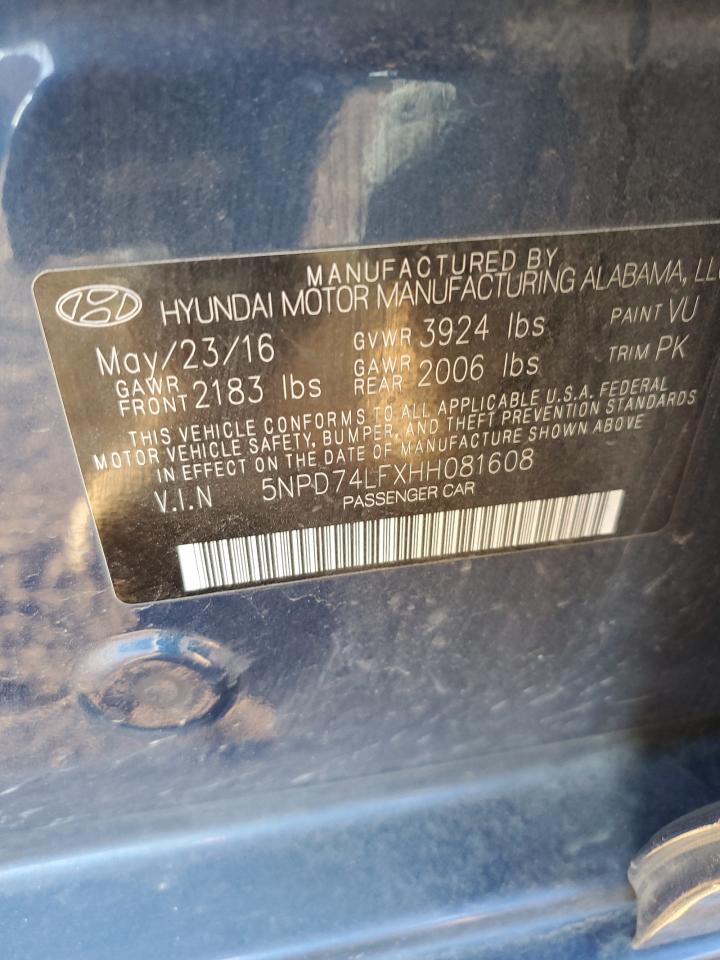 MANUFACTURED BY
HYUNDAI MOTOR MANUFACTURING ALABAMA, LL
May/23/16 GVWR 3924 lbs PAINT VU
GAWR FRONT 2183 lbs GAWR REAR 2006 lbs TRIM PK
THIS VEHICLE CONFORMS TO ALL APPLICABLE U.S.A. FEDERAL
MOTOR VEHICLE SAFETY, BUMPER, AND THEFT PREVENTION STANDARDS
IN EFFECT ON THE DATE OF MANUFACTURE SHOWN ABOVE
V.I.N 5NPD74LFXHH081608
PASSENGER CAR